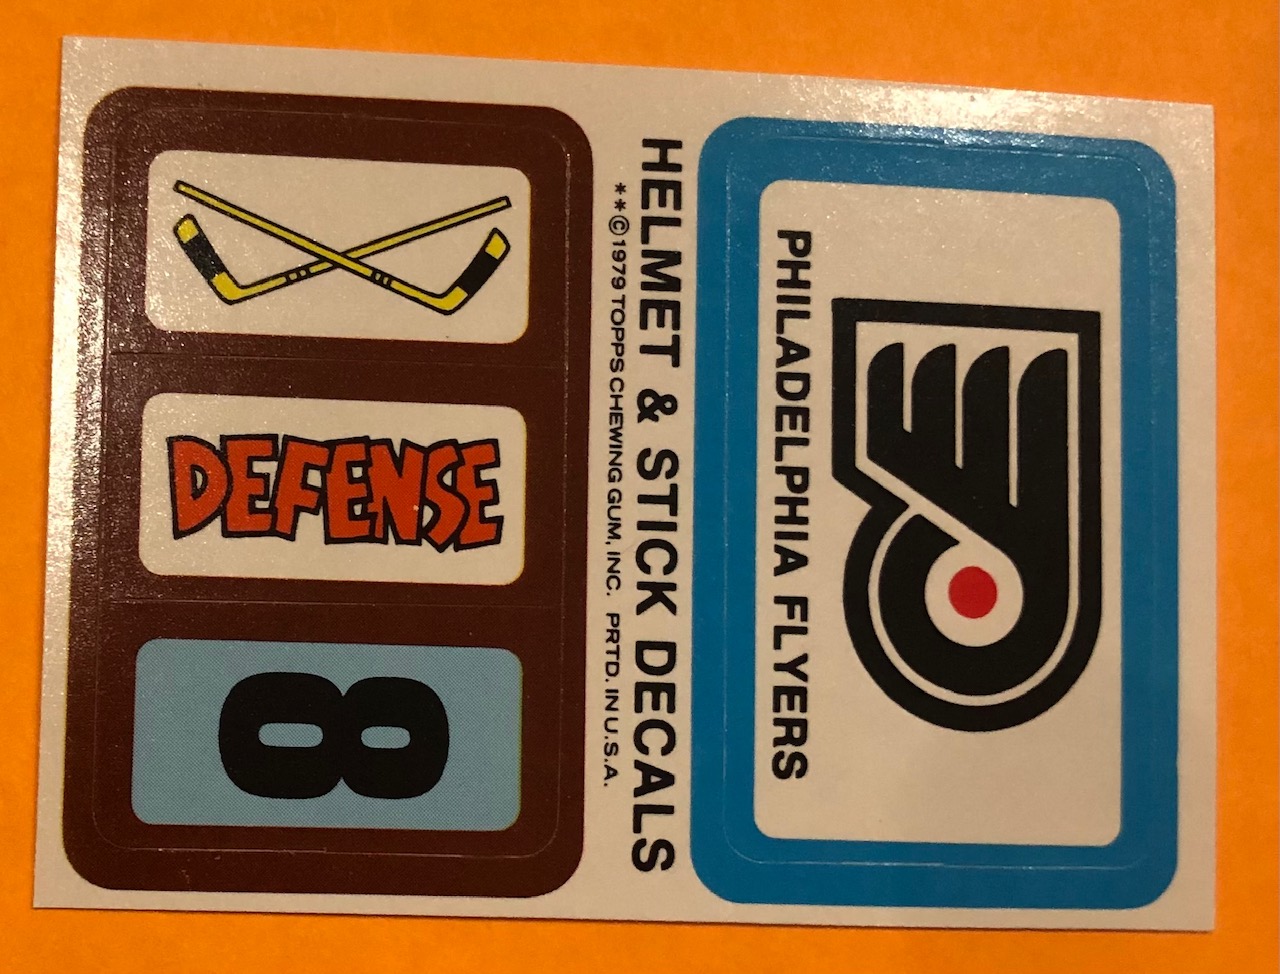 PHILADELPHIA FLYERS
HELMET & STICK DECALS
**©1979 TOPPS CHEWING GUM, INC. PRTD. IN U.S.A.
DEFENSE
8